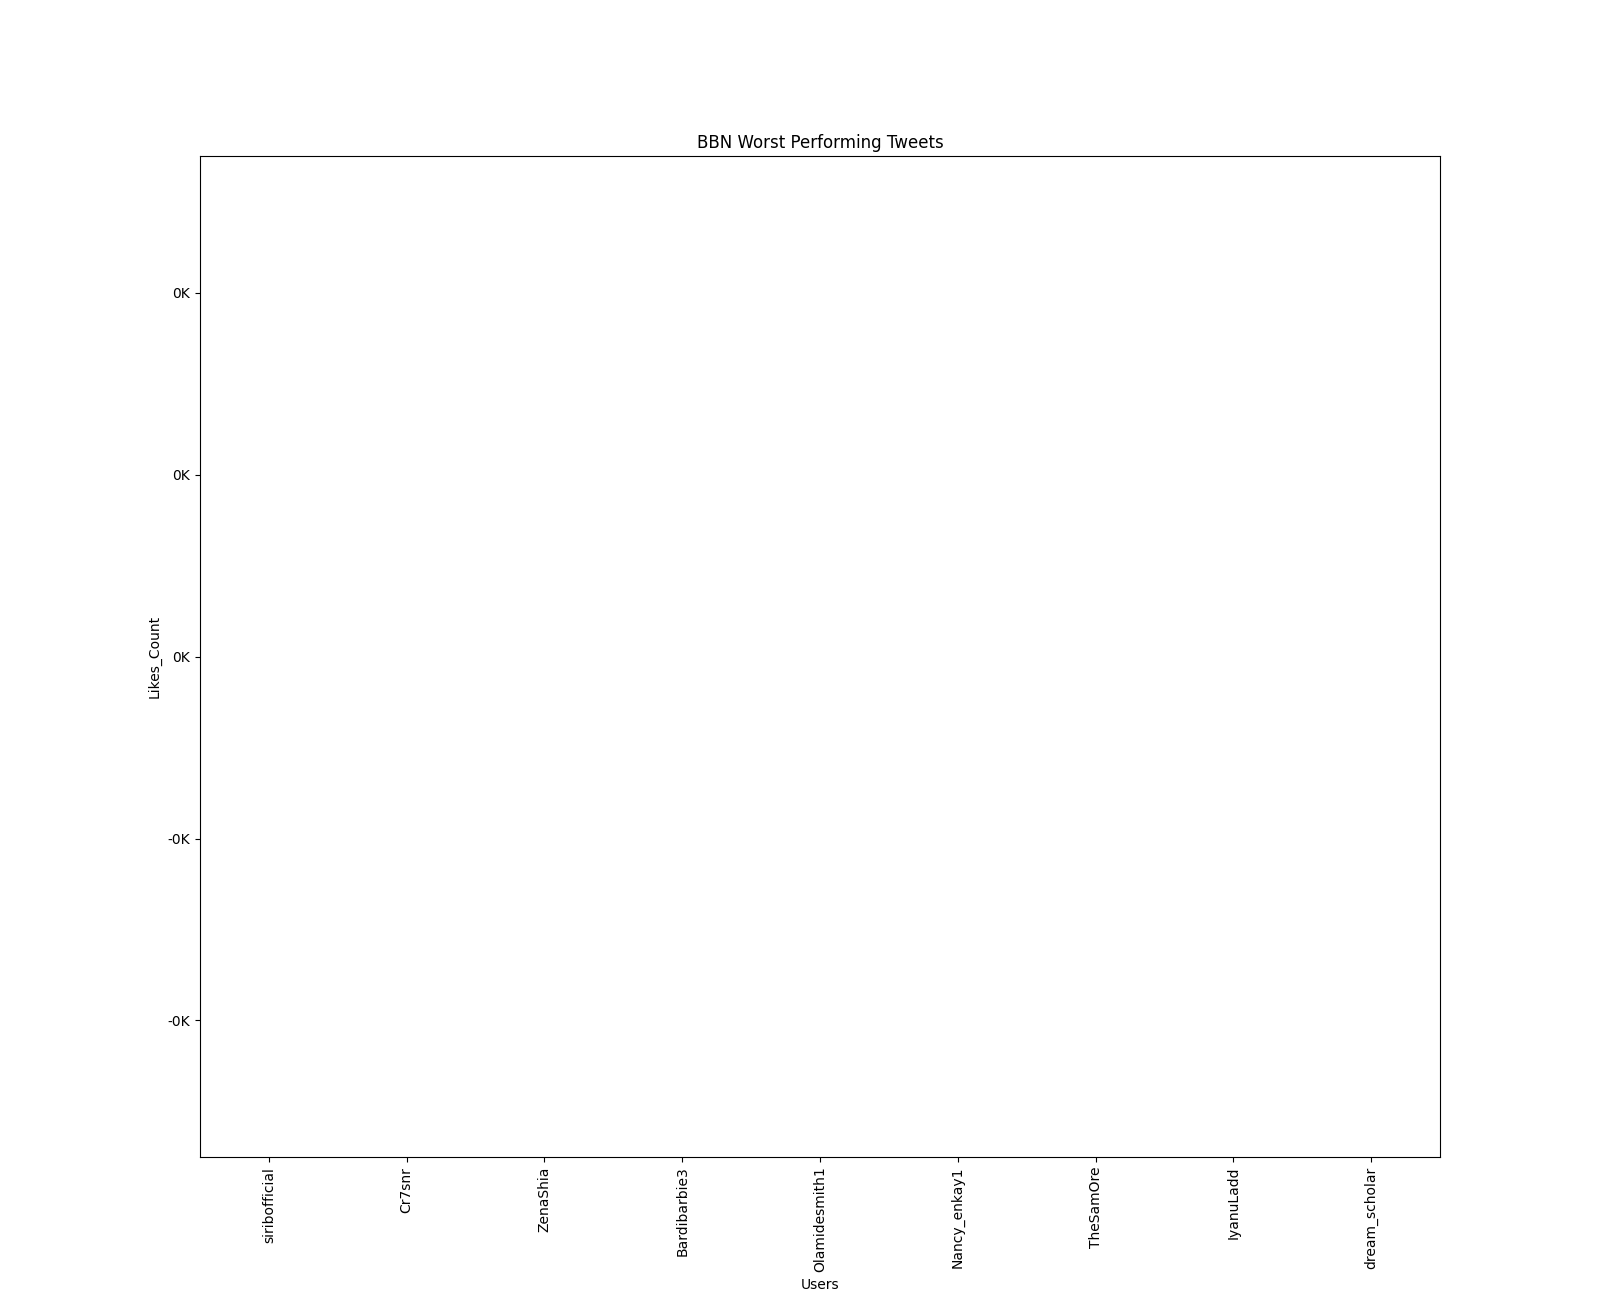 BBN Worst Performing Tweets
0K
0K
0K
-0K
-0K
Likes_Count
siribofficial
Cr7snr
ZenaShia
Bardibarbie3
Olamidesmith1
Nancy_enkay1
TheSamOre
IyanuLadd
dream_scholar
Users